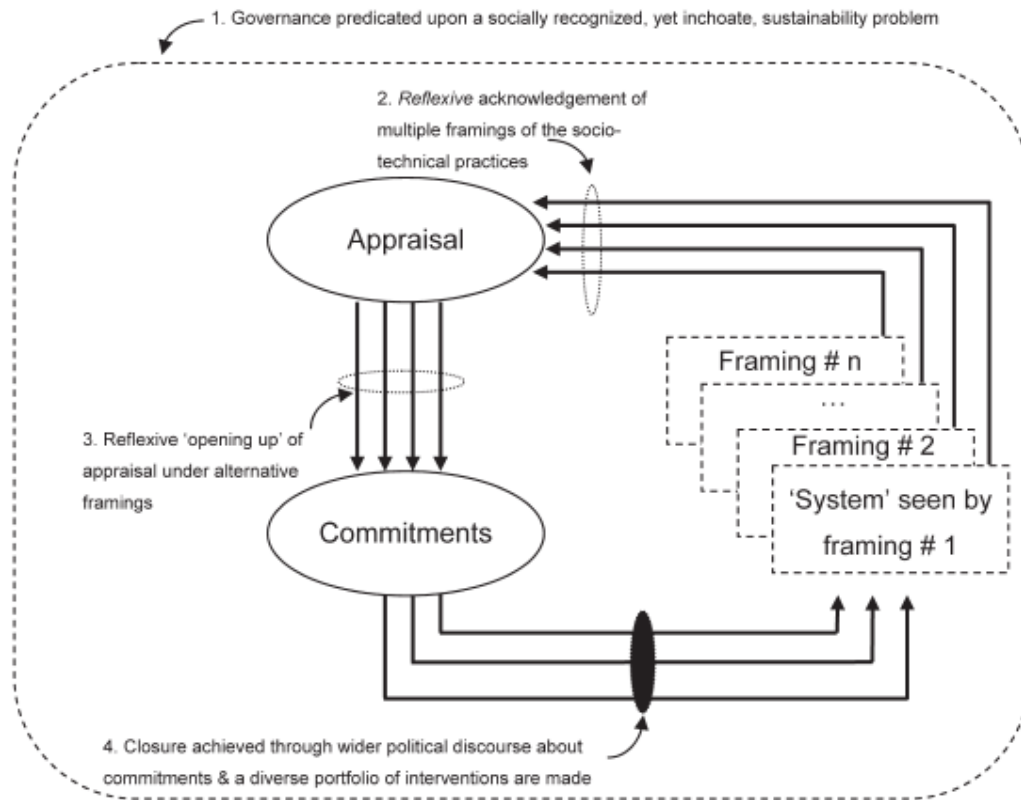 1. Governance predicated upon a socially recognized, yet inchoate, sustainability problem
2. Reflexive acknowledgement of
multiple framings of the socio-
technical practices
Appraisal
Framing # n
...
Framing # 2
'System' seen by
framing # 1
3. Reflexive 'opening up' of
appraisal under alternative
framings
Commitments
4. Closure achieved through wider political discourse about
commitments & a diverse portfolio of interventions are made